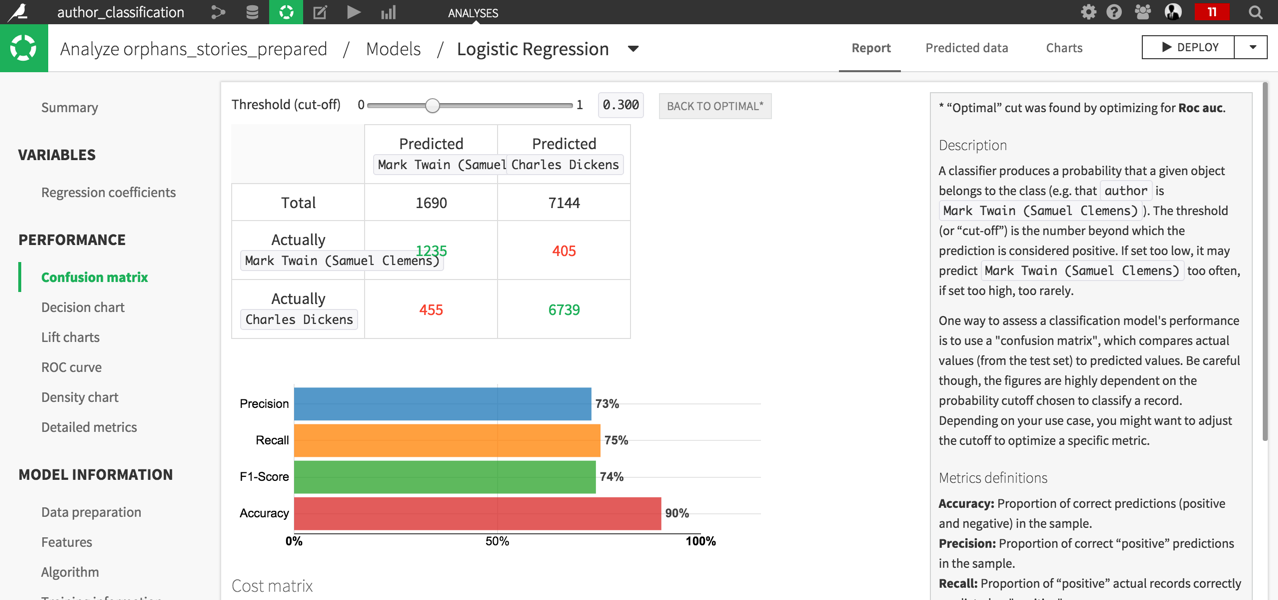 author_classification
ANALYSES
11
Analyze orphans_stories_prepared / Models / Logistic Regression
Report
Predicted data
Charts
DEPLOY
Summary
VARIABLES
Regression coefficients
PERFORMANCE
Confusion matrix
Decision chart
Lift charts
ROC curve
Density chart
Detailed metrics
MODEL INFORMATION
Data preparation
Features
Algorithm
Training information
Threshold (cut-off) 0 1 0.300 BACK TO OPTIMAL*
Predicted Predicted
Mark Twain (Samuel Charles Dickens
Total 1690 7144
Actually
Mark Twain (Samuel Clemens) 1235 405
Actually
Charles Dickens 455 6739
Precision 73%
Recall 75%
F1-Score 74%
Accuracy 90%
0% 50% 100%
Cost matrix
* “Optimal” cut was found by optimizing for Roc auc.
Description
A classifier produces a probability that a given object
belongs to the class (e.g. that author is
Mark Twain (Samuel Clemens) ). The threshold
(or “cut-off”) is the number beyond which the
prediction is considered positive. If set too low, it may
predict Mark Twain (Samuel Clemens) too often,
if set too high, too rarely.
One way to assess a classification model's performance
is to use a "confusion matrix", which compares actual
values (from the test set) to predicted values. Be careful
though, the figures are highly dependent on the
probability cutoff chosen to classify a record.
Depending on your use case, you might want to adjust
the cutoff to optimize a specific metric.
Metrics definitions
Accuracy: Proportion of correct predictions (positive
and negative) in the sample.
Precision: Proportion of correct “positive” predictions
in the sample.
Recall: Proportion of “positive” actual records correctly